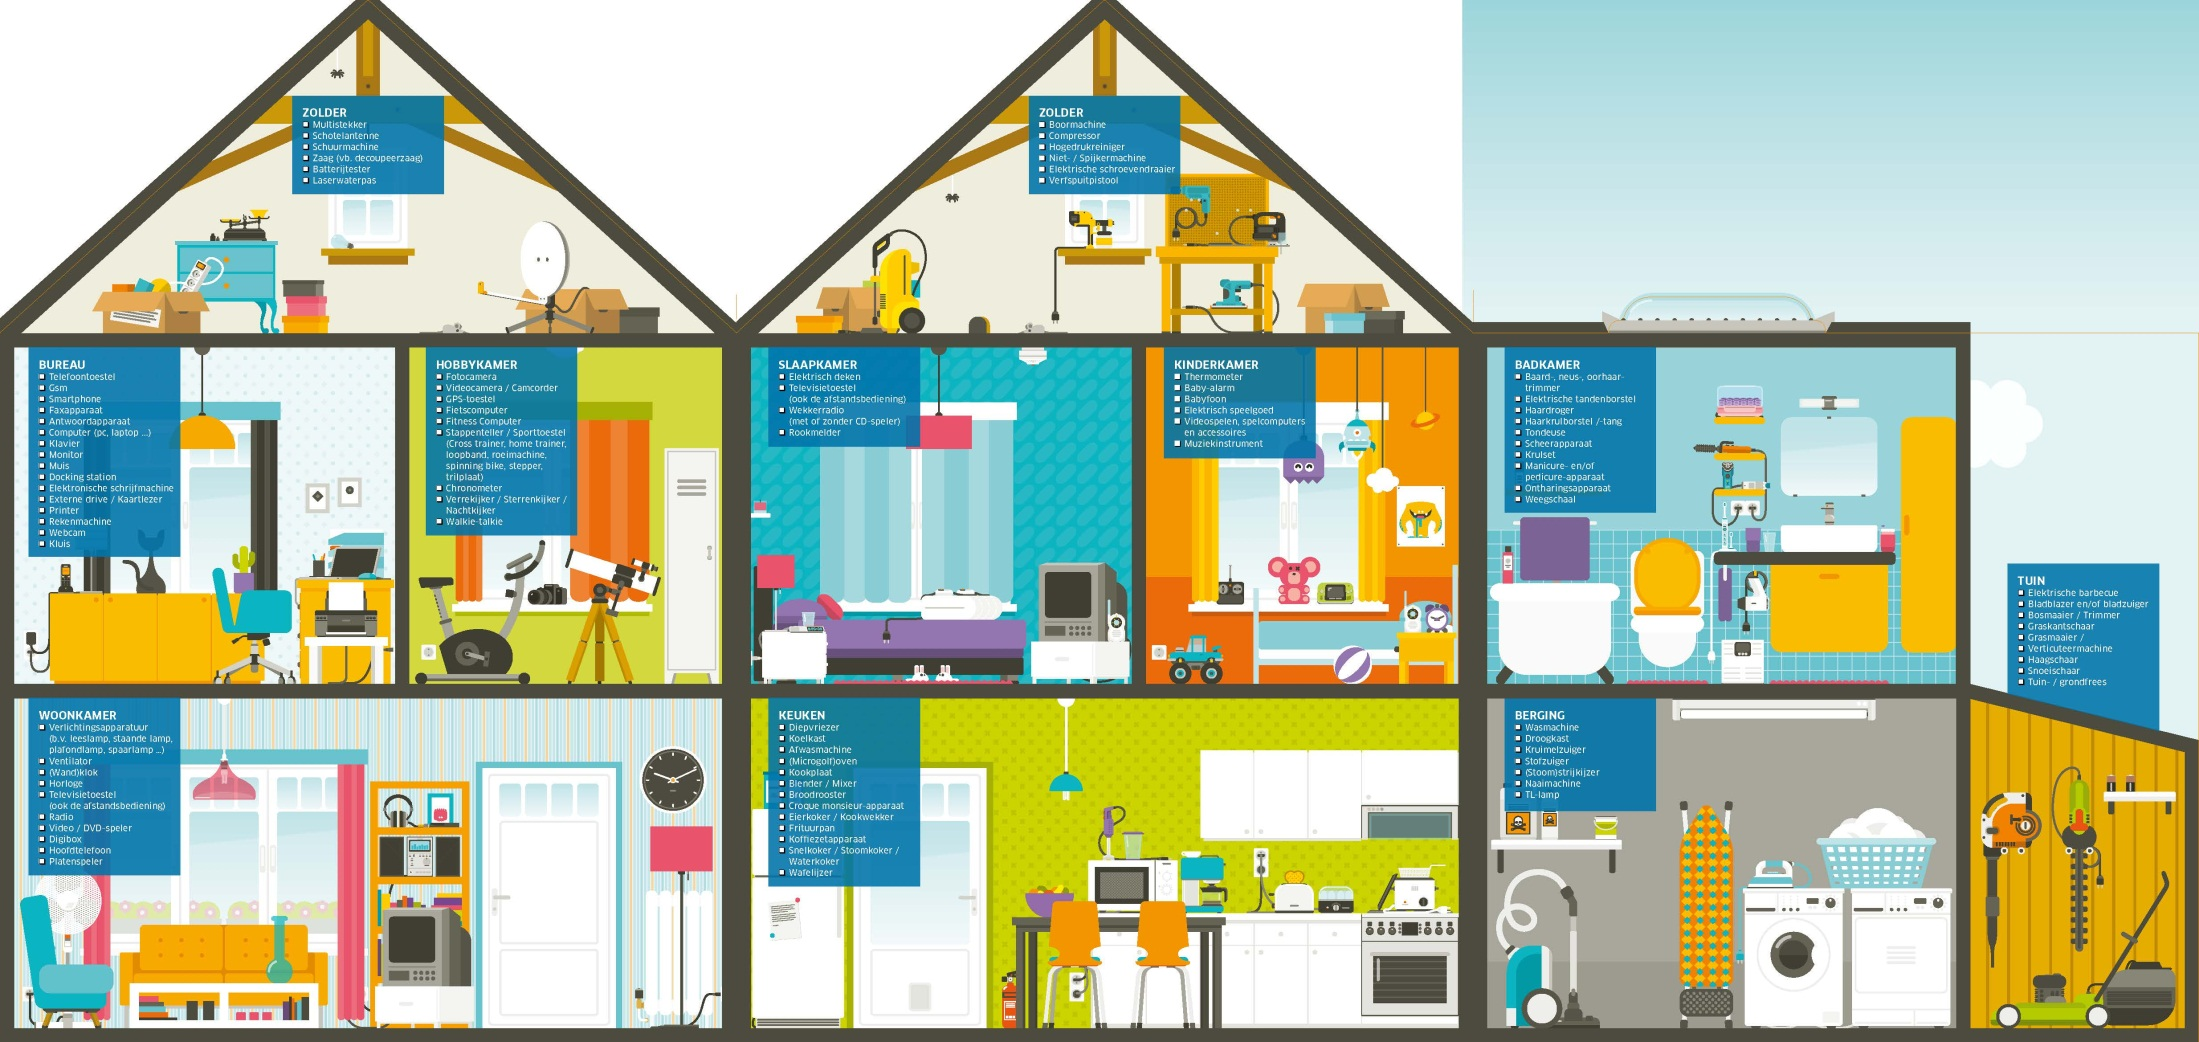 ZOLDER
Multistekker
Schotelantenne
Schuurmachine
Zaag (vb. decoupeerzaag)
Batterijtester
Laserwaterpas
ZOLDER
Boormachine
Compressor
Hogedrukreiniger
Niet- / Spijkermachine
Elektrische schroevendraaier
Verfspuitpistool
BUREAU
Telefoontoestel
Gsm
Smartphone
Faxapparaat
Antwoordapparaat
Computer (pc, laptop ...)
Klavier
Monitor
Muis
Docking station
Elektronische schrijfmachine
Externe drive / Kaartlezer
Printer
Rekenmachine
Webcam
Kluis
HOBBYKAMER
Fotocamera
Videocamera / Camcorder
GPS-toestel
Fietscomputer
Fitness Computer
Stappenteller / Sporttoestel
(Cross trainer, home trainer,
loopband, roeimachine,
spinning bike, stepper,
trilplaat)
Chronometer
Verrekijker / Sterrenkijker /
Nachtkijker
Walkie-talkie
SLAAPKAMER
Elektrisch deken
Televisietoestel
(ook de afstandsbediening)
Wekkerradio
(met of zonder CD-speler)
Rookmelder
KINDERKAMER
Thermometer
Baby-alarm
Babyfoon
Elektrisch speelgoed
Videospelen, spelcomputers
en accessoires
Muziekinstrument
BADKAMER
Baard-, neus-, oorhaar-
trimmer
Elektrische tandenborstel
Haardroger
Haarkrulborstel /-tang
Tondeuse
Scheerapparaat
Krulset
Manicure- en/of
pedicure-apparaat
Ontharingsapparaat
Weegschaal
TUIN
Elektrische barbecue
Bladblazer en/of bladzuiger
Bosmaaier / Trimmer
Graskantschaar
Grasmaaier /
Verticuteermachine
Haagschaar
Snoeischaar
Tuin- / grondfrees
WOONKAMER
Verlichtingsapparatuur
(b.v. leeslamp, staande lamp,
plafondlamp, spaarlamp ...)
Ventilator
(Wand)klok
Horloge
Televisietoestel
(ook de afstandsbediening)
Radio
Video / DVD-speler
Digibox
Hoofdtelefoon
Platenspeler
KEUKEN
Diepvriezer
Koelkast
Afwasmachine
(Microgolf)oven
Kookplaat
Blender / Mixer
Broodrooster
Croque monsieur-apparaat
Eierkoker / Kookwekker
Frituurpan
Koffiezetapparaat
Snelkoker / Stoomkoker /
Waterkoker
Wafelijzer
BERGING
Wasmachine
Droogkast
Kruimelzuiger
Stofzuiger
(Stoom)strijkijzer
Naaimachine
TL-lamp